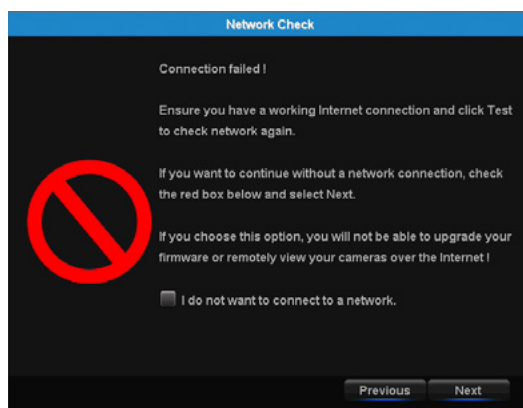 Network Check
Connection failed !
Ensure you have a working Internet connection and click Test
to check network again.
If you want to continue without a network connection, check
the red box below and select Next.
If you choose this option, you will not be able to upgrade your
firmware or remotely view your cameras over the Internet !
I do not want to connect to a network.
Previous Next